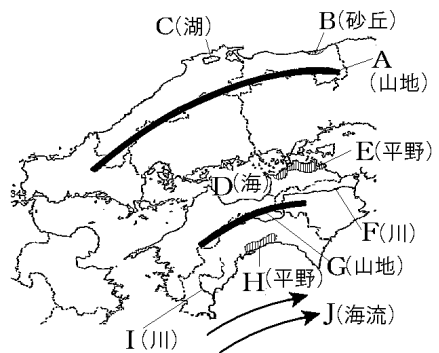 C(湖)
B(砂丘)
A
(山地)
E(平野)
D(海)
F(川)
G(山地)
H(平野)
I(川)
J(海流)